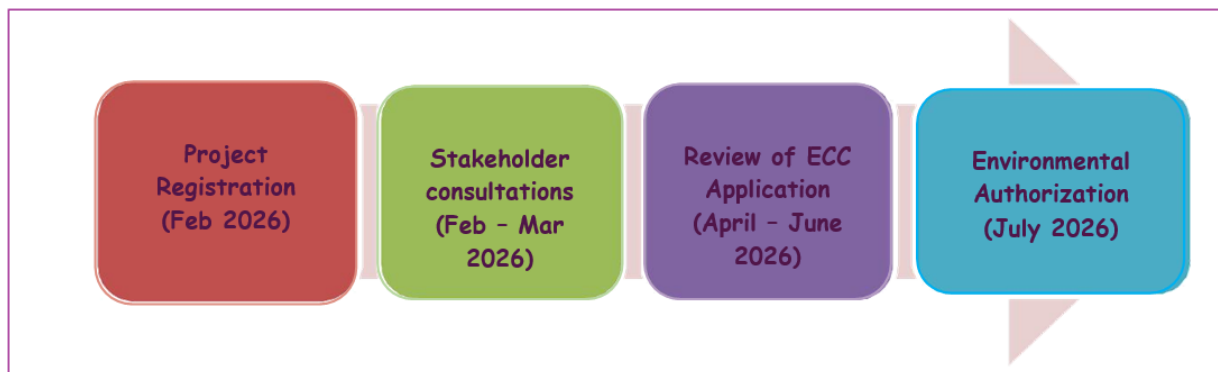 Project
Registration
(Feb 2026)
Stakeholder
consultations
(Feb – Mar
2026)
Review of ECC
Application
(April – June
2026)
Environmental
Authorization
(July 2026)